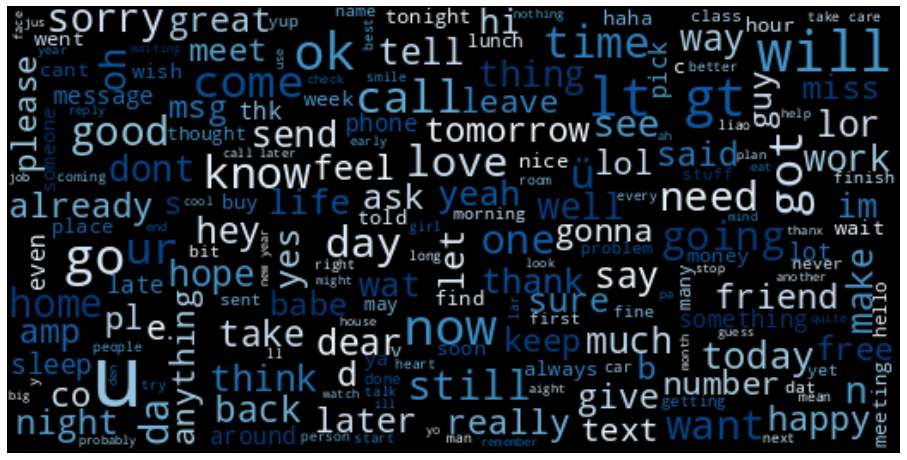 face jus sorry great yup name tonight hi nothing haha class hour take care
year went waiting oh meet ok tell lunch best use time pick way will
cant wish come thing c better
please message msg thk week check smile call leave lt gt guy miss
someone reply good thought send phone early tomorrow see ah liao help lor
job coming dont call later know feel love nice ü lol said plan eat got work finish
already s cool buy life ask yeah room well every stuff need mind im
place end hey bit told girl morning gonna problem going thanx wait
even go ur new year yes day let long one money lot
home late hope right might wat thank look say many stop never another make hello
amp sent babe may find sure pa friend
pl e anything take house dear v now lar first fine keep much month something guess quite free
sleep people ll ya heart soon today yet
big y co u den try da think watch done talk ill still always aight car b number getting dat mean n meeting
night probably back around person start later yo man really remember give text want next happy